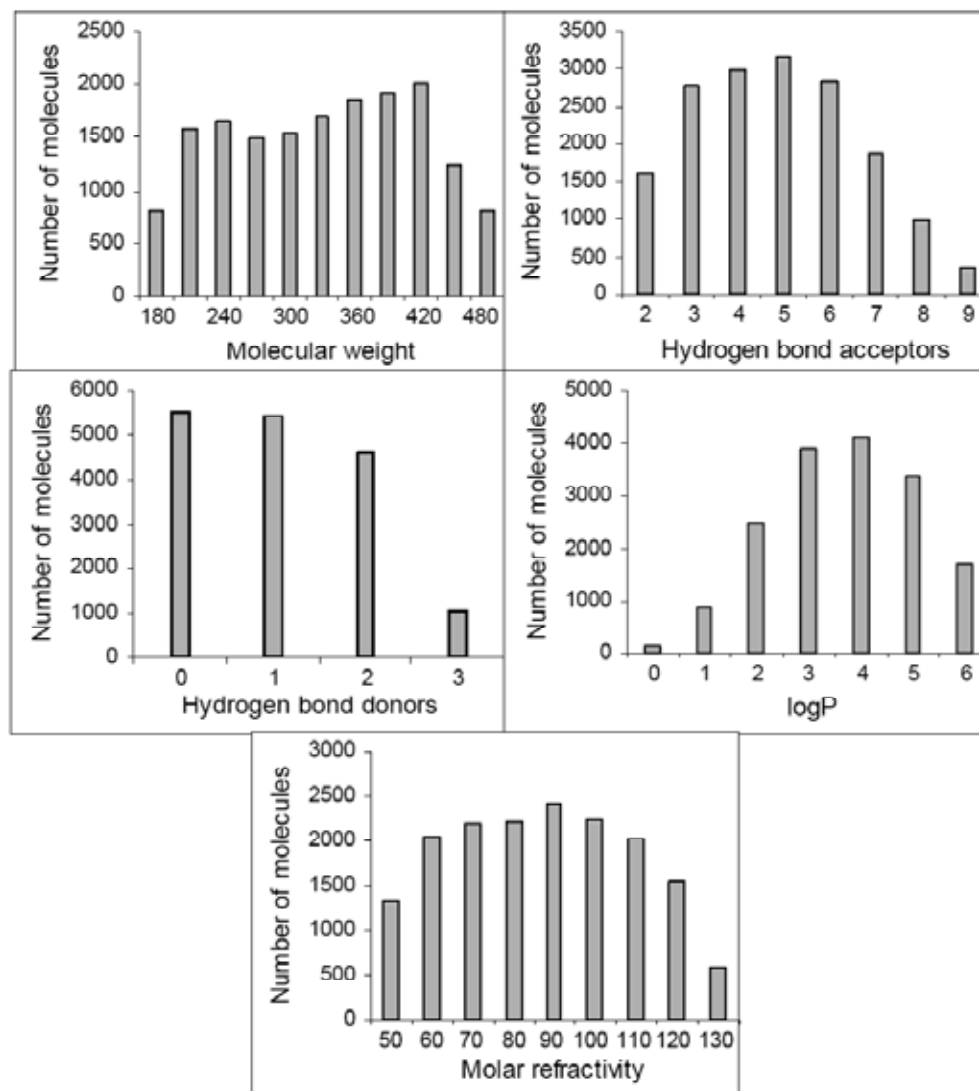 Number of molecules
2500
2000
1500
1000
500
0
180 240 300 360 420 480
Molecular weight
Number of molecules
3500
3000
2500
2000
1500
1000
500
0
2 3 4 5 6 7 8 9
Hydrogen bond acceptors
Number of molecules
6000
5000
4000
3000
2000
1000
0
0 1 2 3
Hydrogen bond donors
Number of molecules
5000
4000
3000
2000
1000
0
0 1 2 3 4 5 6
logP
Number of molecules
3000
2500
2000
1500
1000
500
0
50 60 70 80 90 100 110 120 130
Molar refractivity